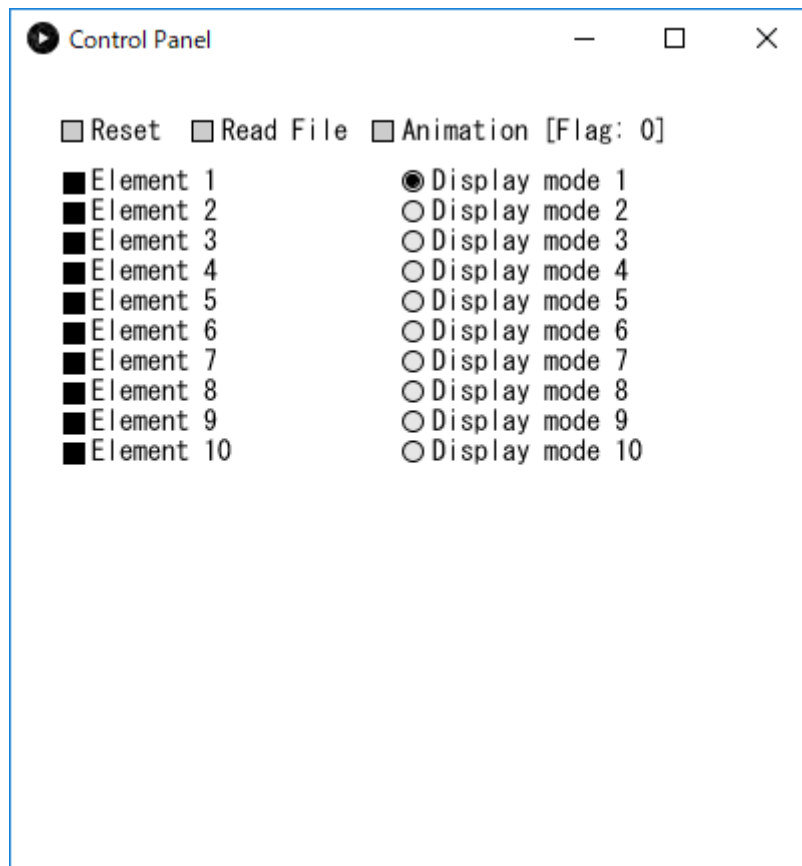 Control Panel
Reset Read File Animation [Flag: 0]
Element 1 Display mode 1
Element 2 Display mode 2
Element 3 Display mode 3
Element 4 Display mode 4
Element 5 Display mode 5
Element 6 Display mode 6
Element 7 Display mode 7
Element 8 Display mode 8
Element 9 Display mode 9
Element 10 Display mode 10